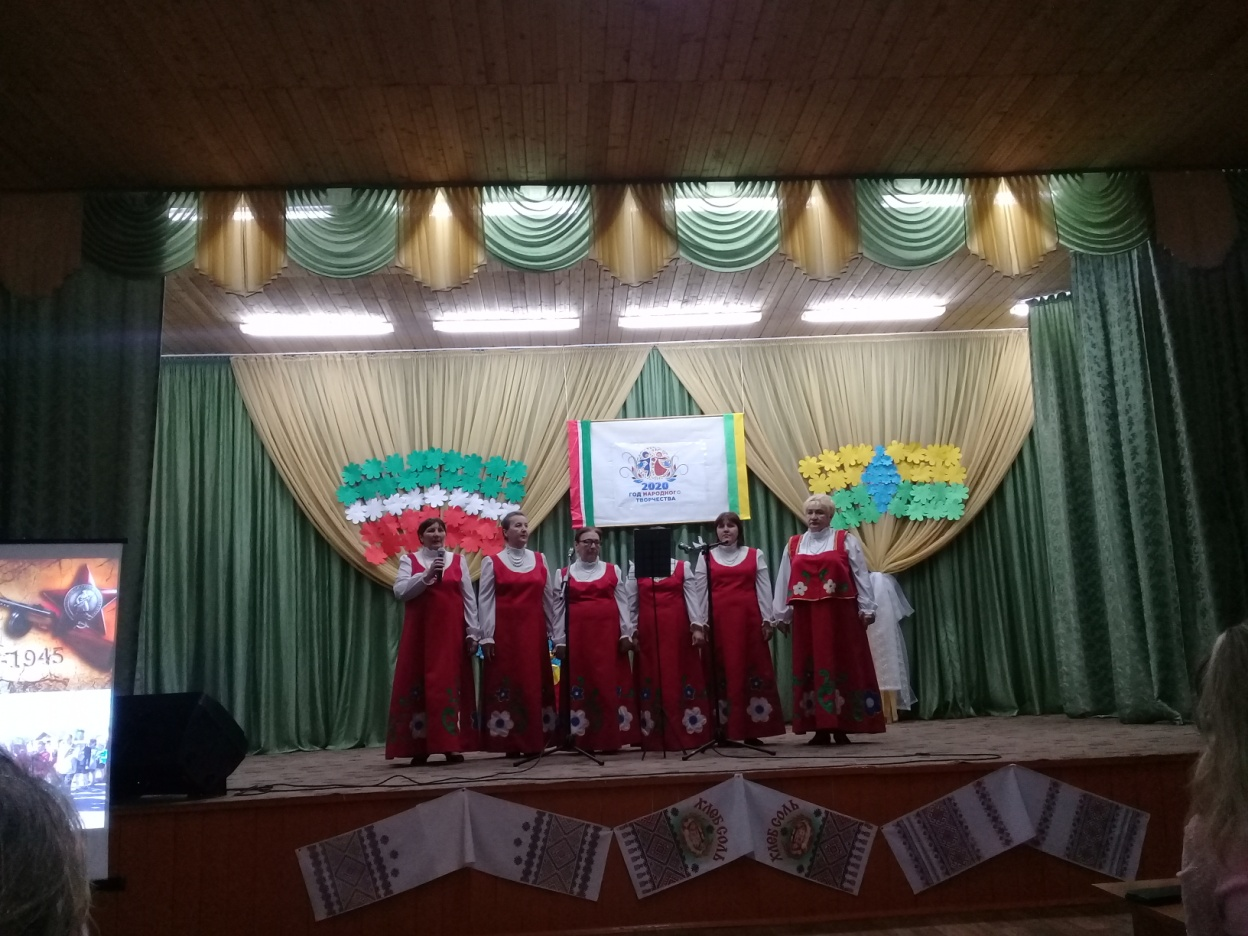 2020
ГОД НАРОДНОГО
ТВОРЧЕСТВА
-1945
ХЛЕБ СОЛЬ
ХЛЕБ СОЛЬ